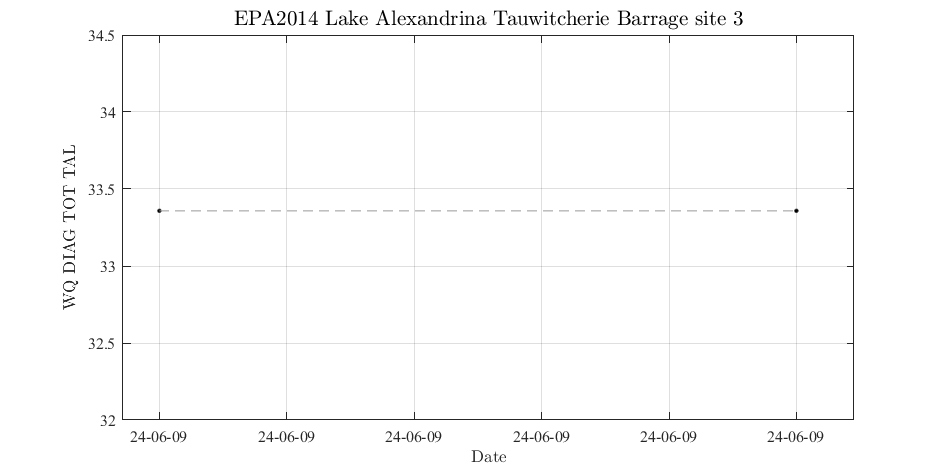 EPA2014 Lake Alexandrina Tauwitcherie Barrage site 3
34.5
34
33.5
33
32.5
32
WQ DIAG TOT TAL
24-06-09 24-06-09 24-06-09 24-06-09 24-06-09 24-06-09
Date